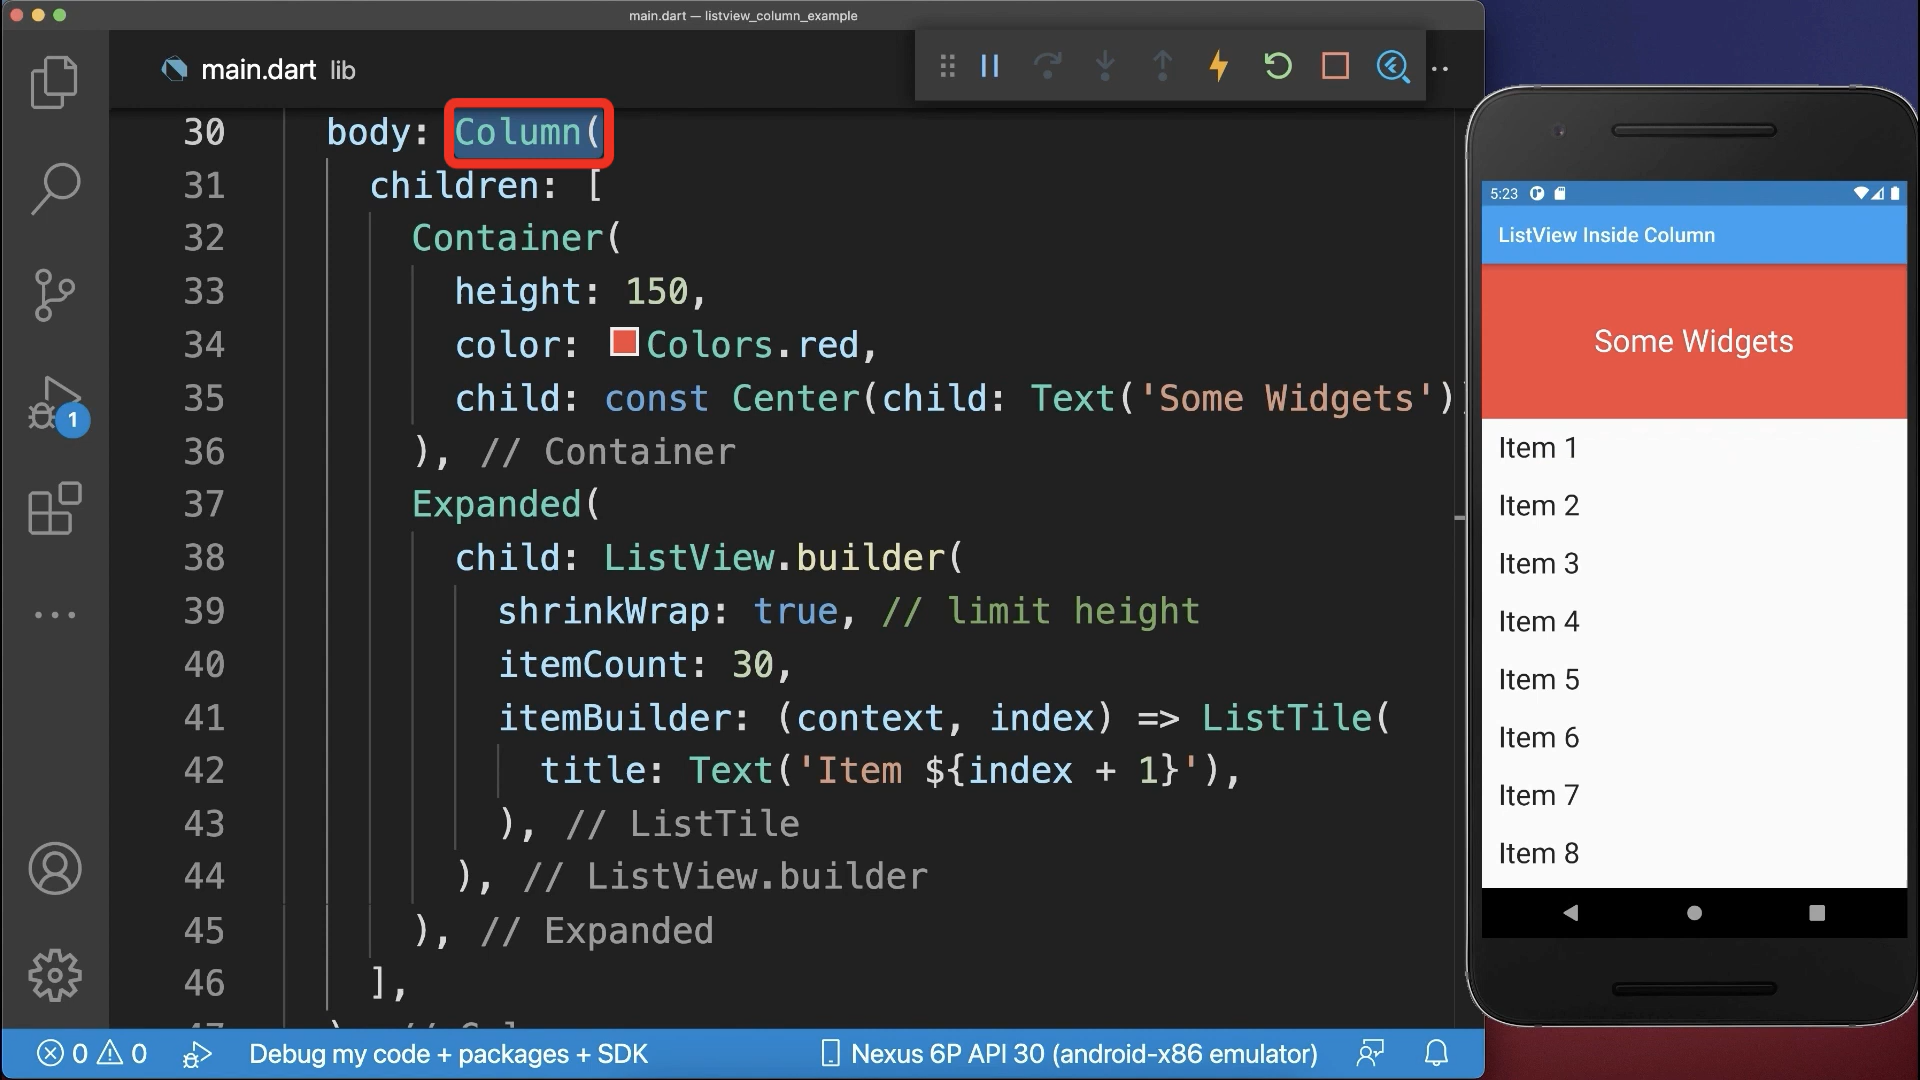 main.dart — listview_column_example
main.dart lib
30 body: Column(
31 children: [
32 Container(
33 height: 150,
34 color: Colors.red,
35 child: const Center(child: Text('Some Widgets')
36 ), // Container
37 Expanded(
38 child: ListView.builder(
39 shrinkWrap: true, // limit height
40 itemCount: 30,
41 itemBuilder: (context, index) => ListTile(
42 title: Text('Item ${index + 1}'),
43 ), // ListTile
44 ), // ListView.builder
45 ), // Expanded
46 ],
1
0 0 Debug my code + packages + SDK Nexus 6P API 30 (android-x86 emulator)
5:23
ListView Inside Column
Some Widgets
Item 1
Item 2
Item 3
Item 4
Item 5
Item 6
Item 7
Item 8